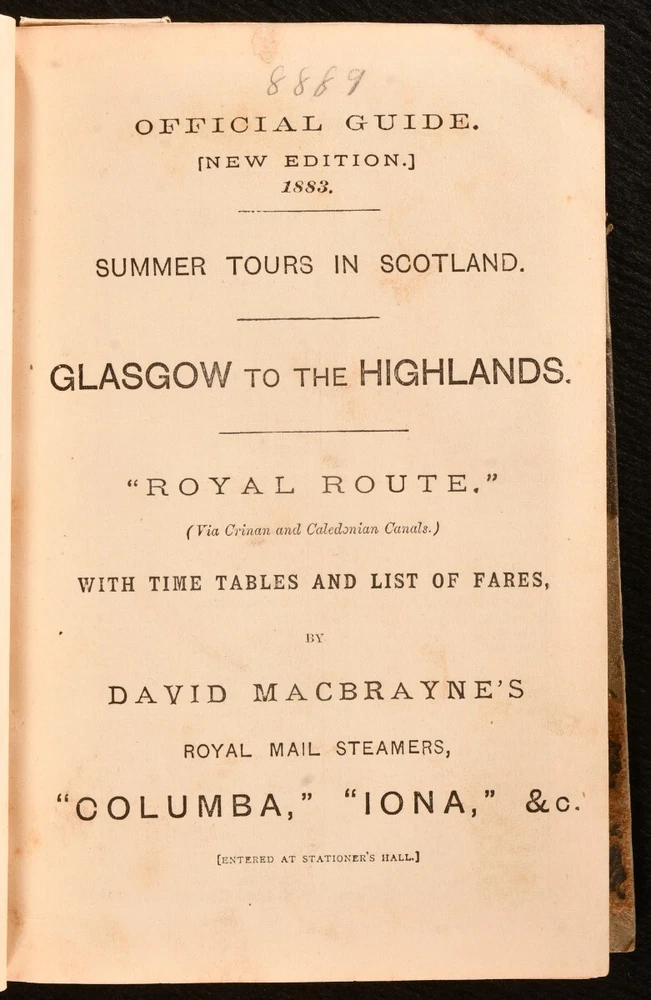 8889
OFFICIAL GUIDE.
[NEW EDITION.]
1883.
SUMMER TOURS IN SCOTLAND.
GLASGOW TO THE HIGHLANDS.
"ROYAL ROUTE."
(Via Crinan and Caledonian Canals.)
WITH TIME TABLES AND LIST OF FARES,
BY
DAVID MACBRAYNE'S
ROYAL MAIL STEAMERS,
"COLUMBA," "IONA," &c.
[ENTERED AT STATIONER'S HALL.]